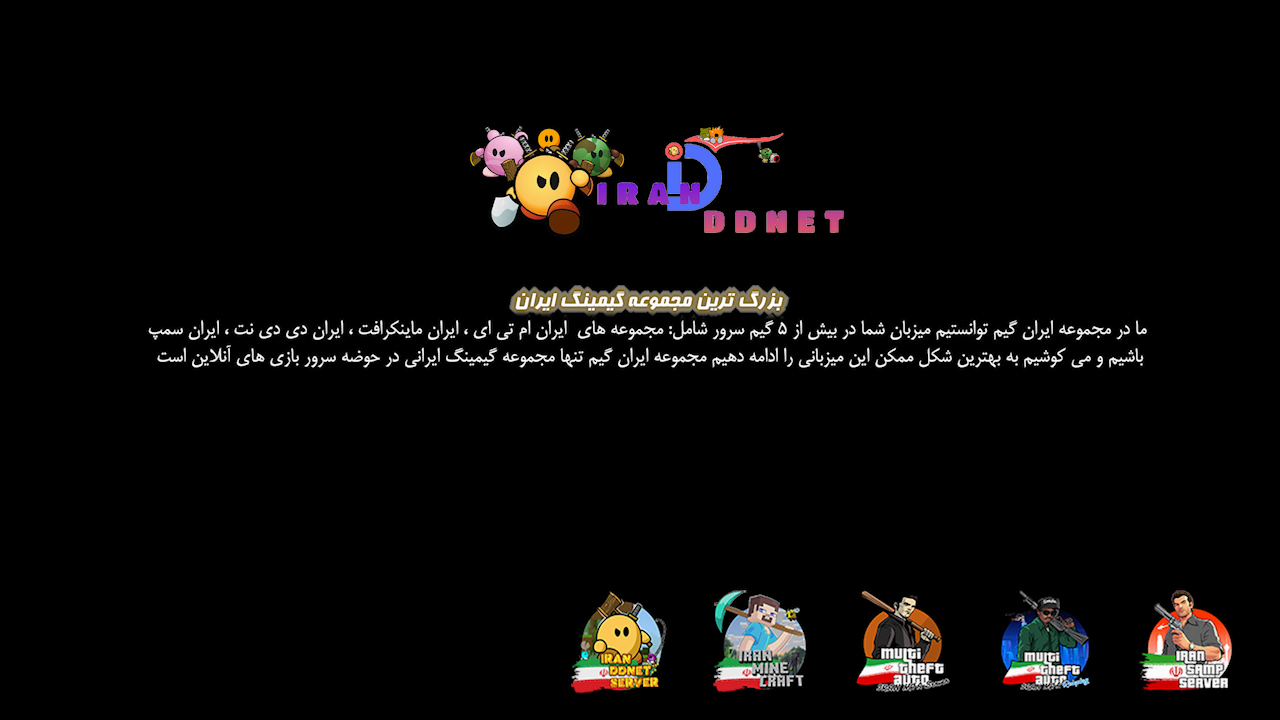 IRAN
DDNET
بزرگ ترین مجموعه گیمینگ ایران
ما در مجموعه ایران گیم توانستیم میزبان شما در بیش از ۵ گیم سرور شامل: مجموعه های ایران ام تی ای ، ایران ماینکرافت ، ایران دی دی نت ، ایران سمپ
باشیم و می کوشیم به بهترین شکل ممکن این میزبانی را ادامه دهیم مجموعه ایران گیم تنها مجموعه گیمینگ ایرانی در حوضه سرور بازی های آنلاین است
IRAN
DDNET
SERVER
IRAN
MINE
CRAFT
MULTI
THEFT
AUTO
MULTI
THEFT
AUTO
IRAN
SAMP
SERVER